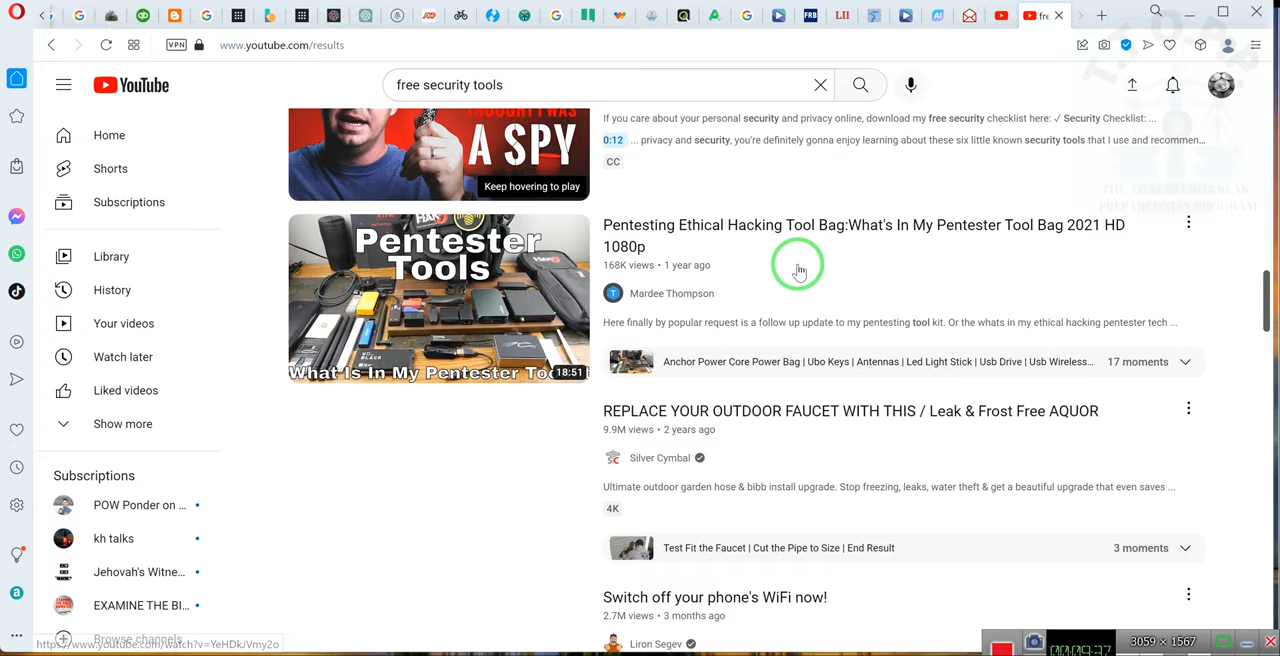 FRB
LII
AI
fre
VPN
www.youtube.com/results
YouTube
free security tools
T.T.O.P.P
Home
Shorts
Subscriptions
Library
History
Your videos
Watch later
Liked videos
Show more
Subscriptions
POW Ponder on ...
kh talks
Jehovah's Witne...
EXAMINE THE BI...
Browse channels
https://www.youtube.com/watch?v=YeHDkJVmy2o
A SPY
Keep hovering to play
If you care about your personal security and privacy online, download my free security checklist here: ✓ Security Checklist: ...
0:12 ... privacy and security, you're definitely gonna enjoy learning about these six little known security tools that I use and recommen...
CC
Pentester
Tools
What Is In My Pentester Too
18:51
Pentesting Ethical Hacking Tool Bag:What's In My Pentester Tool Bag 2021 HD
1080p
168K views • 1 year ago
T Mardee Thompson
Here finally by popular request is a follow up update to my pentesting tool kit. Or the whats in my ethical hacking pentester tech ...
Anchor Power Core Power Bag | Ubo Keys | Antennas | Led Light Stick | Usb Drive | Usb Wireless... 17 moments
REPLACE YOUR OUTDOOR FAUCET WITH THIS / Leak & Frost Free AQUOR
9.9M views • 2 years ago
Silver Cymbal
Ultimate outdoor garden hose & bibb install upgrade. Stop freezing, leaks, water theft & get a beautiful upgrade that even saves ...
4K
Test Fit the Faucet | Cut the Pipe to Size | End Result 3 moments
Switch off your phone's WiFi now!
2.7M views • 3 months ago
Liron Segev
3059 × 1567